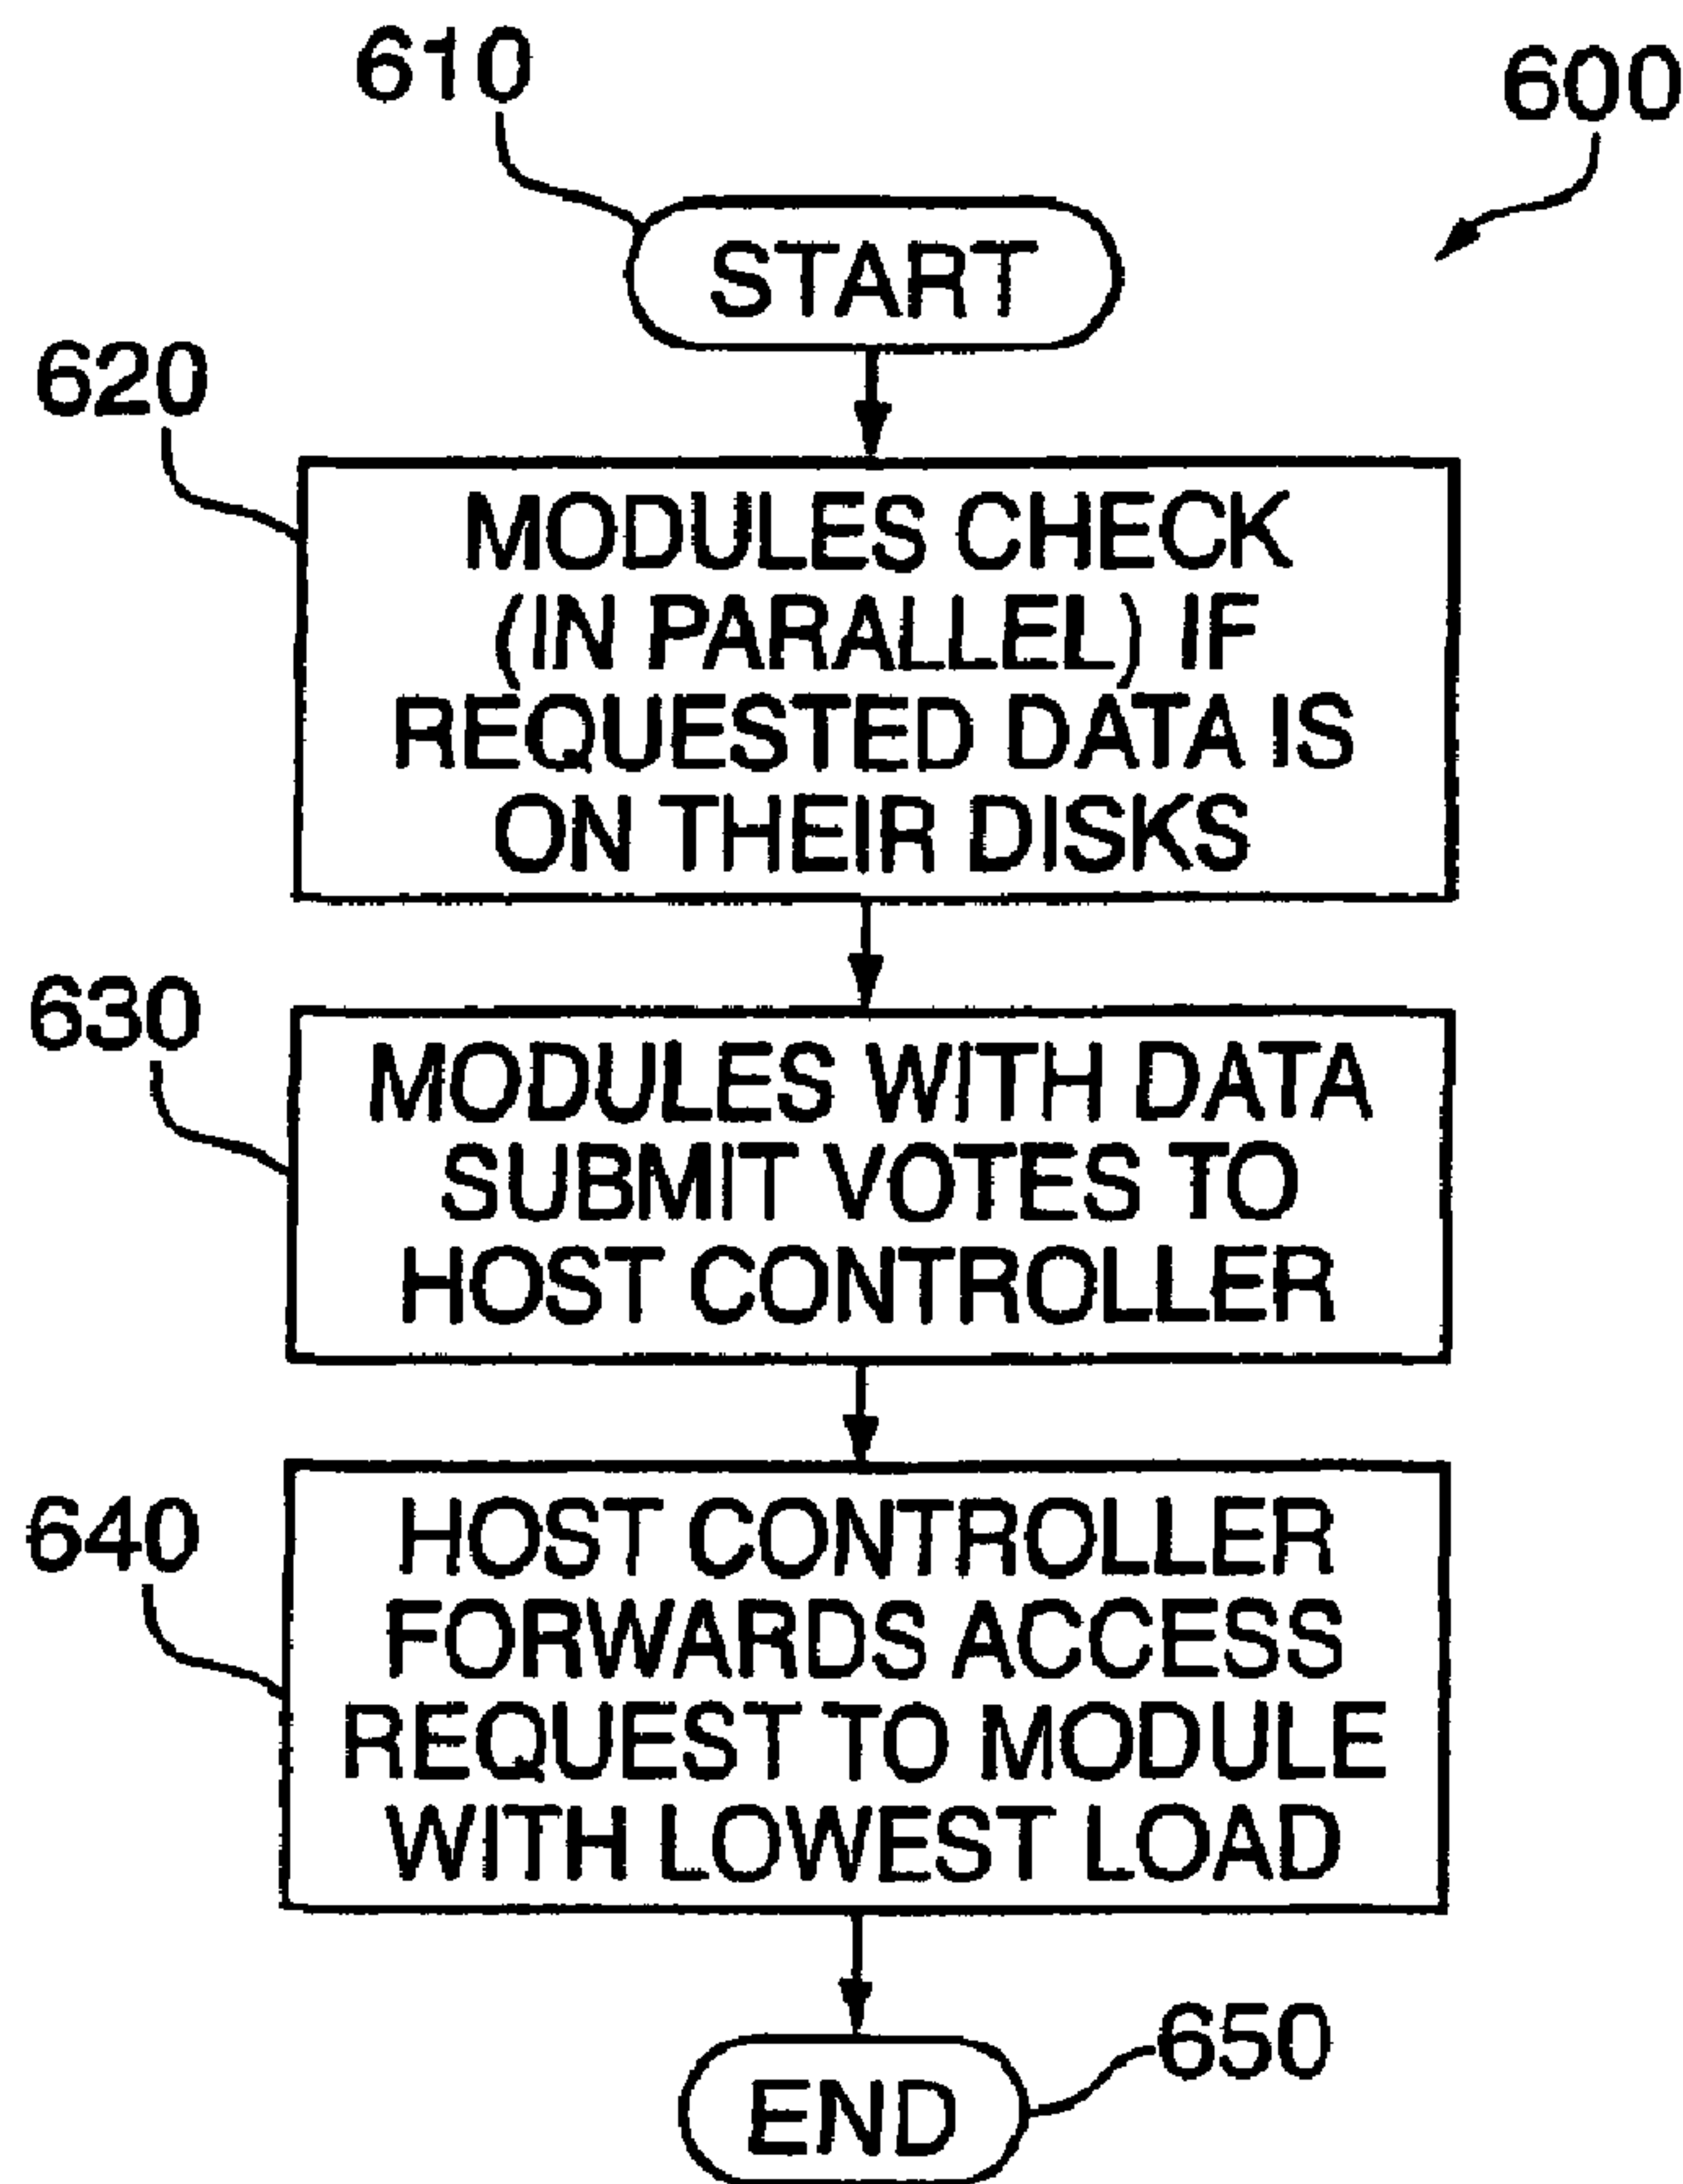 610
600
START
620
MODULES CHECK
(IN PARALLEL) IF
REQUESTED DATA IS
ON THEIR DISKS
630
MODULES WITH DATA
SUBMIT VOTES TO
HOST CONTROLLER
640
HOST CONTROLLER
FORWARDS ACCESS
REQUEST TO MODULE
WITH LOWEST LOAD
650
END